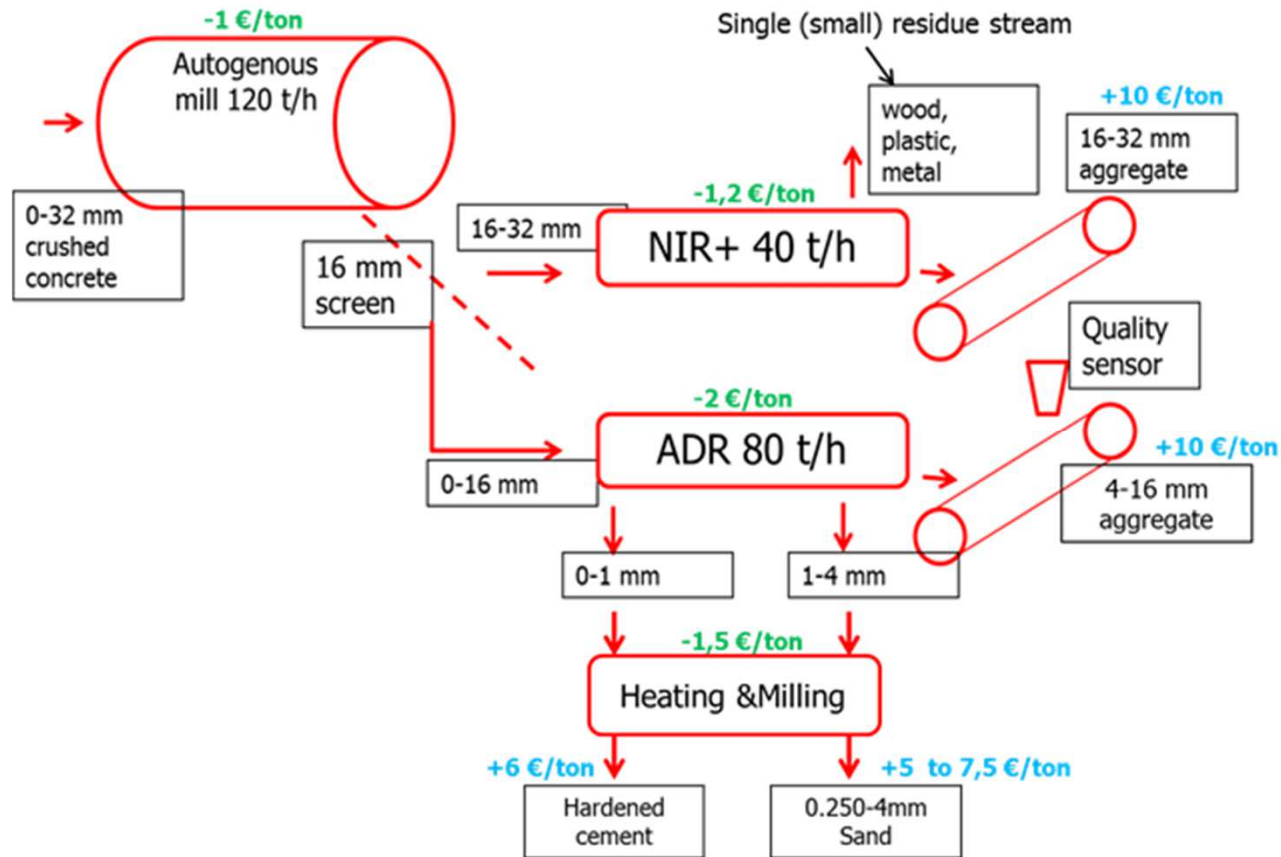 -1 €/ton
Autogenous
mill 120 t/h
0-32 mm
crushed
concrete
16 mm
screen
Single (small) residue stream
wood,
plastic,
metal
+10 €/ton
16-32 mm
aggregate
-1,2 €/ton
16-32 mm
NIR+ 40 t/h
Quality
sensor
-2 €/ton
ADR 80 t/h
0-16 mm
+10 €/ton
4-16 mm
aggregate
0-1 mm
1-4 mm
-1,5 €/ton
Heating &Milling
+6 €/ton
+5 to 7,5 €/ton
Hardened
cement
0.250-4mm
Sand